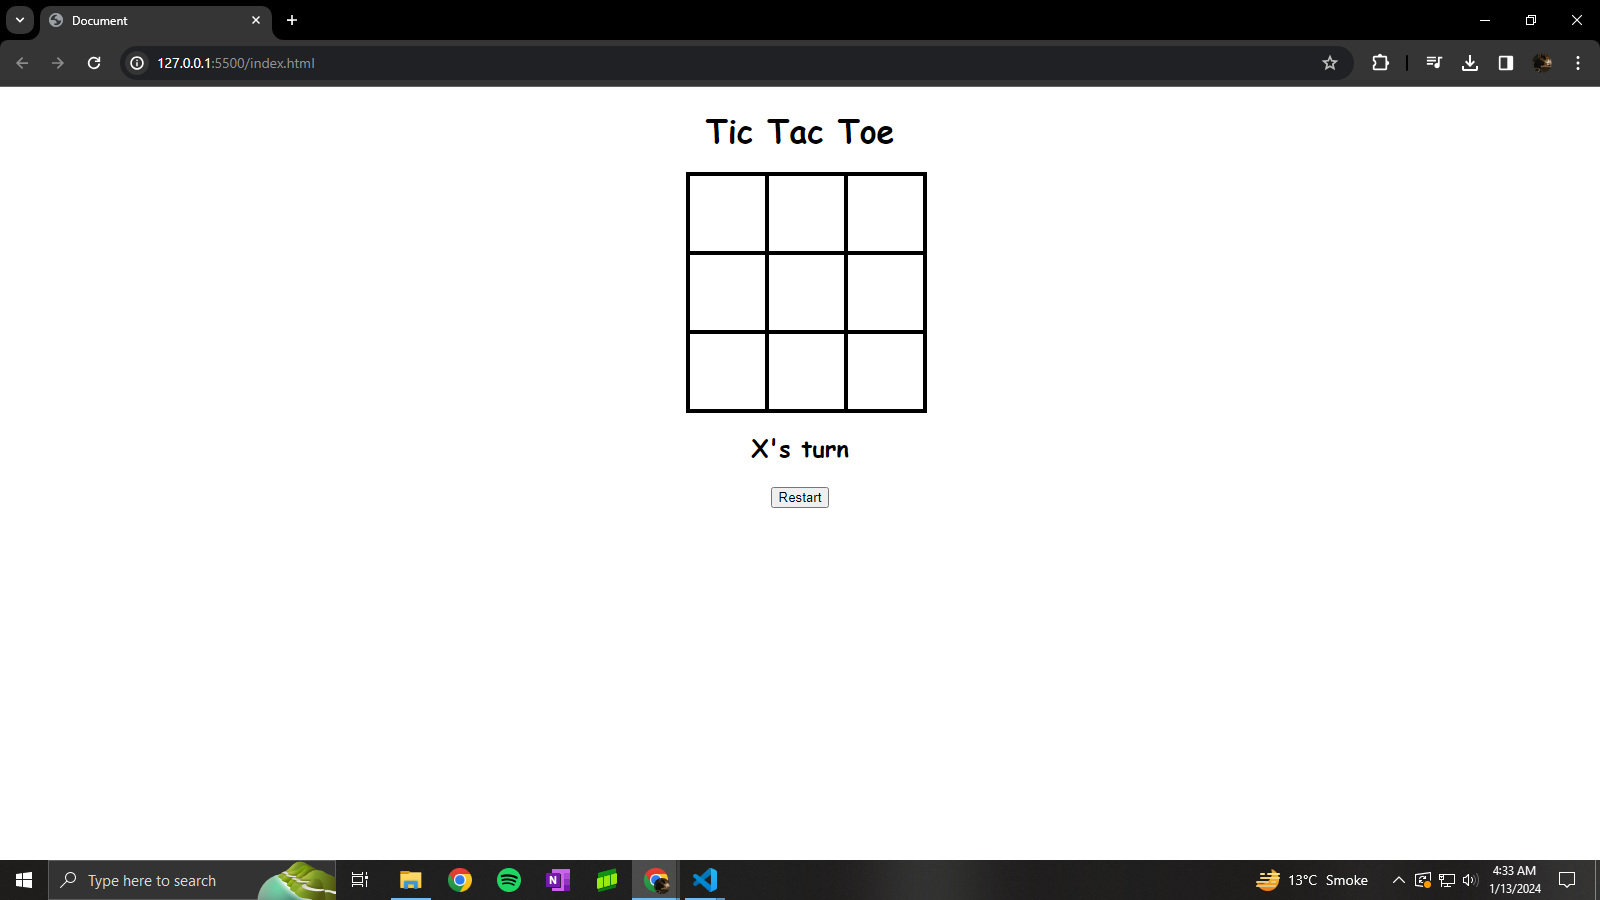 Document
127.0.0.1:5500/index.html
Tic Tac Toe
X's turn
Restart
Type here to search
N
13°C Smoke
4:33 AM
1/13/2024